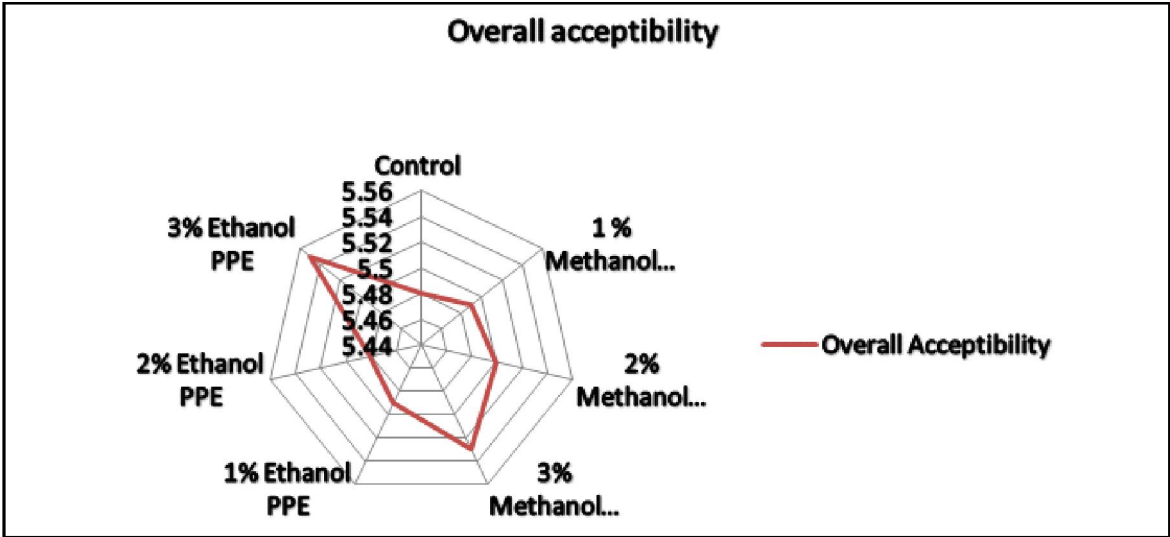 Overall acceptibility
Control
5.56
5.54
5.52
5.5
5.48
5.46
5.44
1 %
Methanol...
2%
Methanol...
3%
Methanol...
1% Ethanol
PPE
2% Ethanol
PPE
3% Ethanol
PPE
Overall Acceptibility